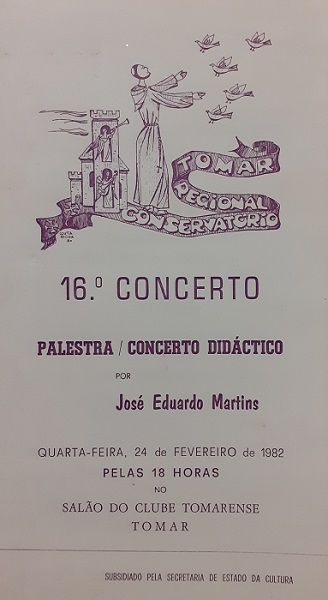 TOMAR
REGIONAL
CONSERVATÓRIO
16.º CONCERTO
PALESTRA / CONCERTO DIDÁCTICO
POR
José Eduardo Martins
QUARTA-FEIRA, 24 de FEVEREIRO de 1982
PELAS 18 HORAS
NO
SALÃO DO CLUBE TOMARENSE
TOMAR
SUBSIDIADO PELA SECRETARIA DE ESTADO DA CULTURA